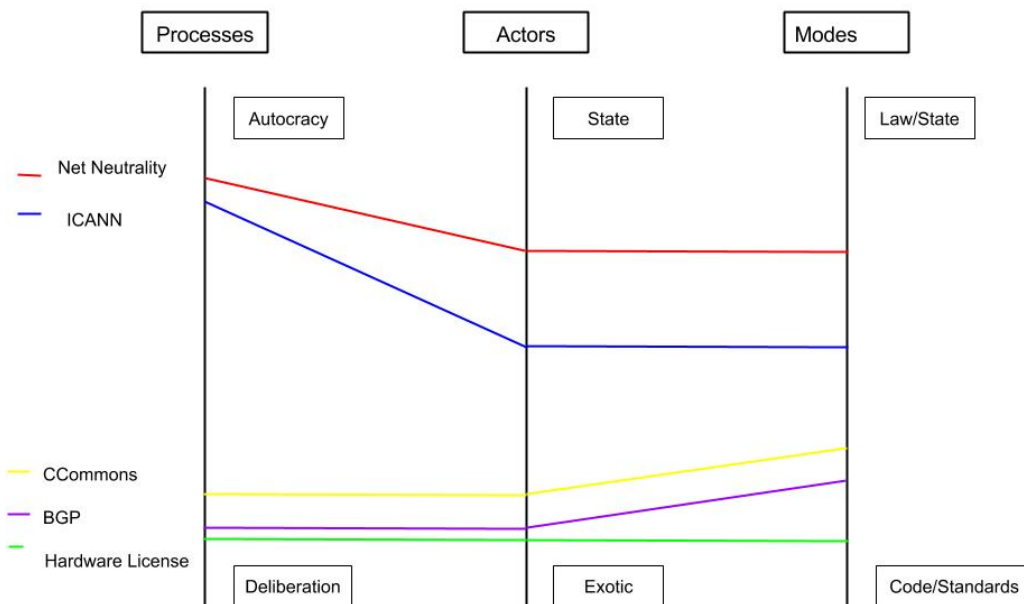 Processes
Actors
Modes
Autocracy
State
Law/State
Net Neutrality
ICANN
CCommons
BGP
Hardware License
Deliberation
Exotic
Code/Standards